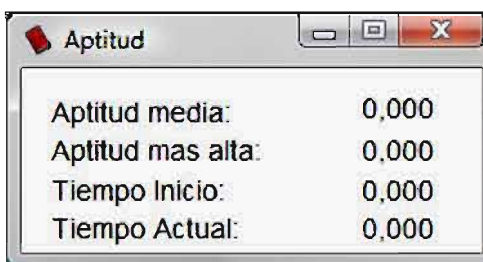 Aptitud
Aptitud media: 0,000
Aptitud mas alta: 0,000
Tiempo Inicio: 0,000
Tiempo Actual: 0,000